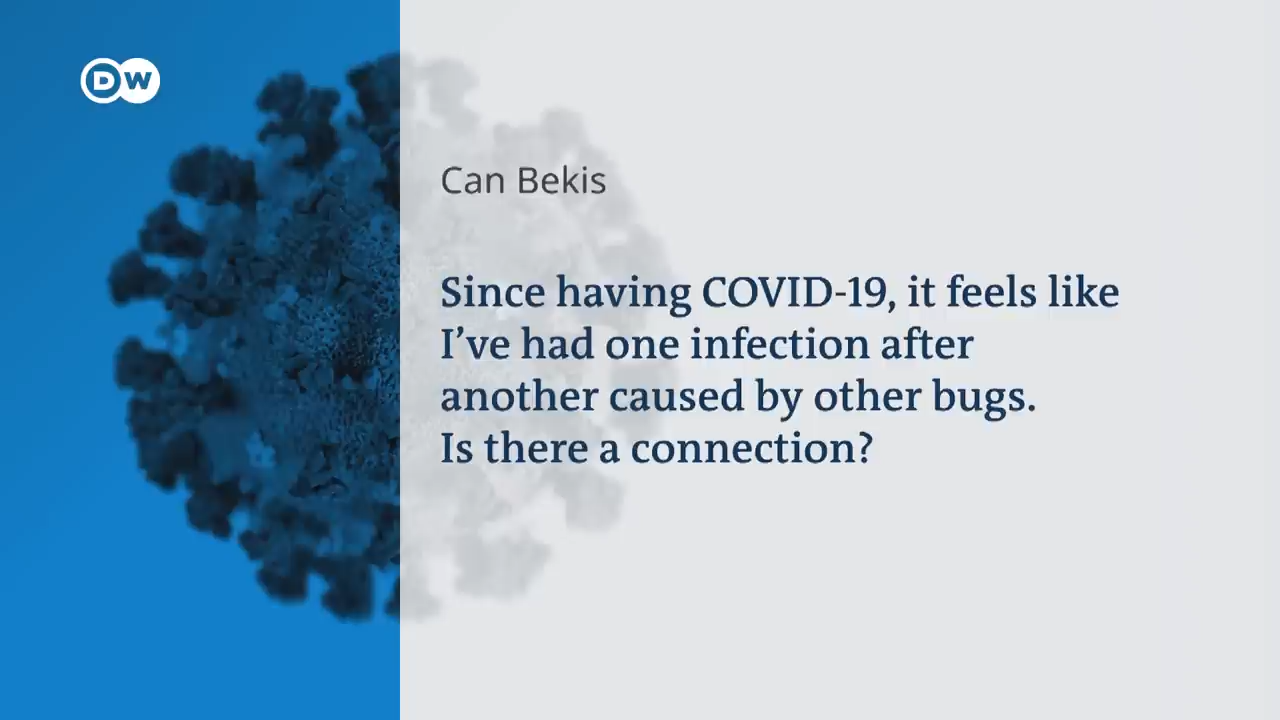 DW
Can Bekis
Since having COVID-19, it feels like
I’ve had one infection after
another caused by other bugs.
Is there a connection?